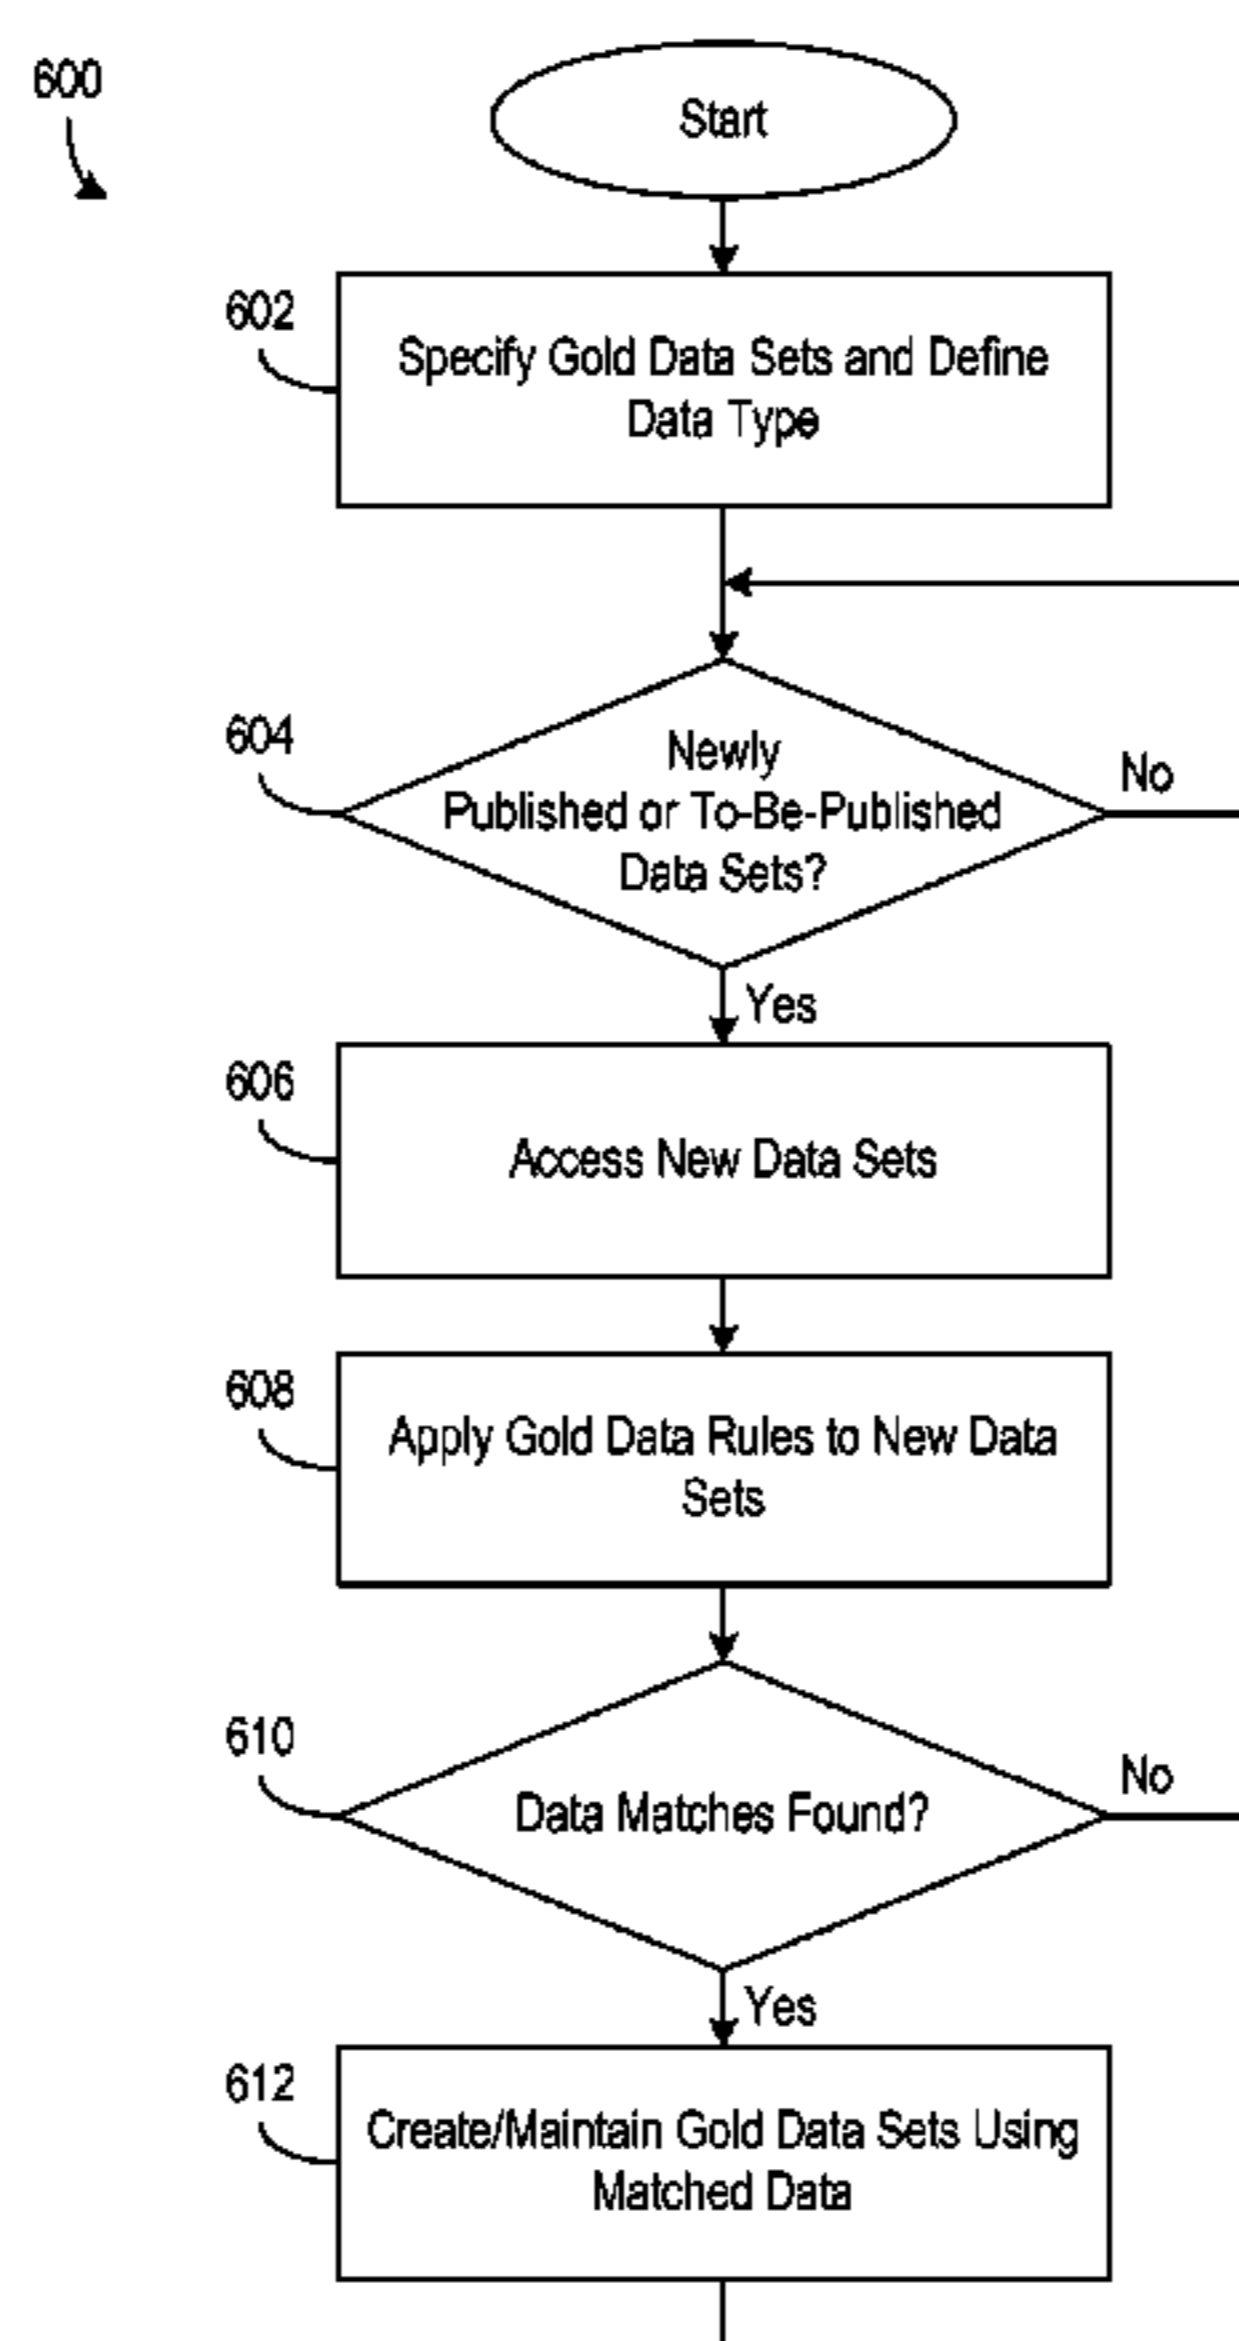 600
Start
602
Specify Gold Data Sets and Define
Data Type
604
Newly
Published or To-Be-Published
Data Sets?
No
Yes
606
Access New Data Sets
608
Apply Gold Data Rules to New Data
Sets
610
Data Matches Found?
No
Yes
612
Create/Maintain Gold Data Sets Using
Matched Data